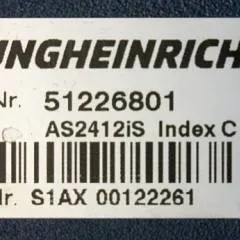 UNGHEINRICH
Nr. 51226801
AS2412iS Index C
Nr. S1AX 00122261